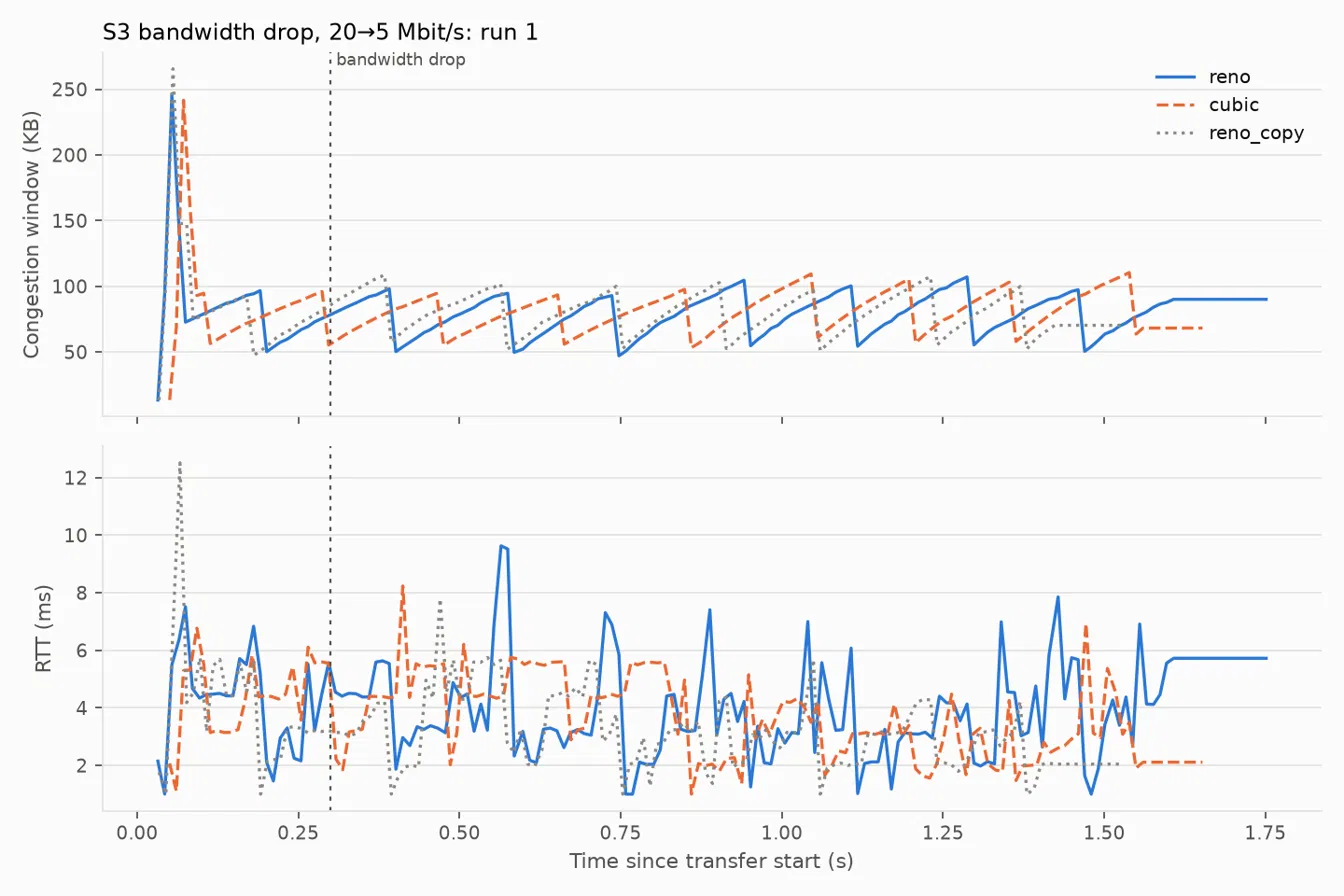 S3 bandwidth drop, 20→5 Mbit/s: run 1
bandwidth drop
reno
cubic
reno_copy
Congestion window (KB)
250
200
150
100
50
RTT (ms)
12
10
8
6
4
2
0.00 0.25 0.50 0.75 1.00 1.25 1.50 1.75
Time since transfer start (s)